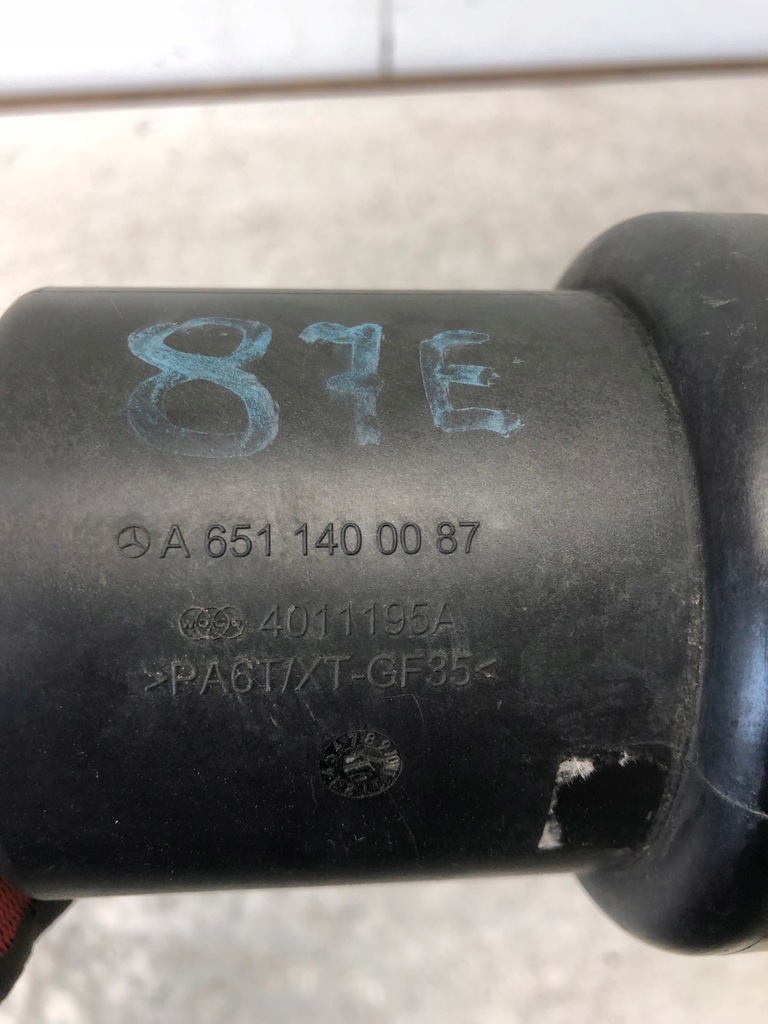 87E
A 651 140 00 87
4011195A
>PA6T/XT-GF35<